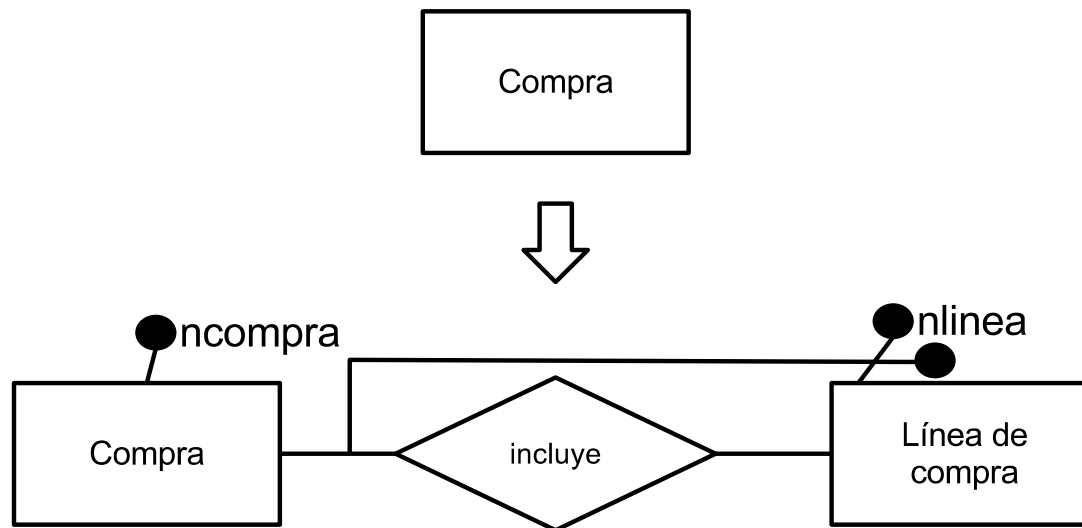 Compra
ncompra
nlinea
Compra
incluye
Línea de
compra